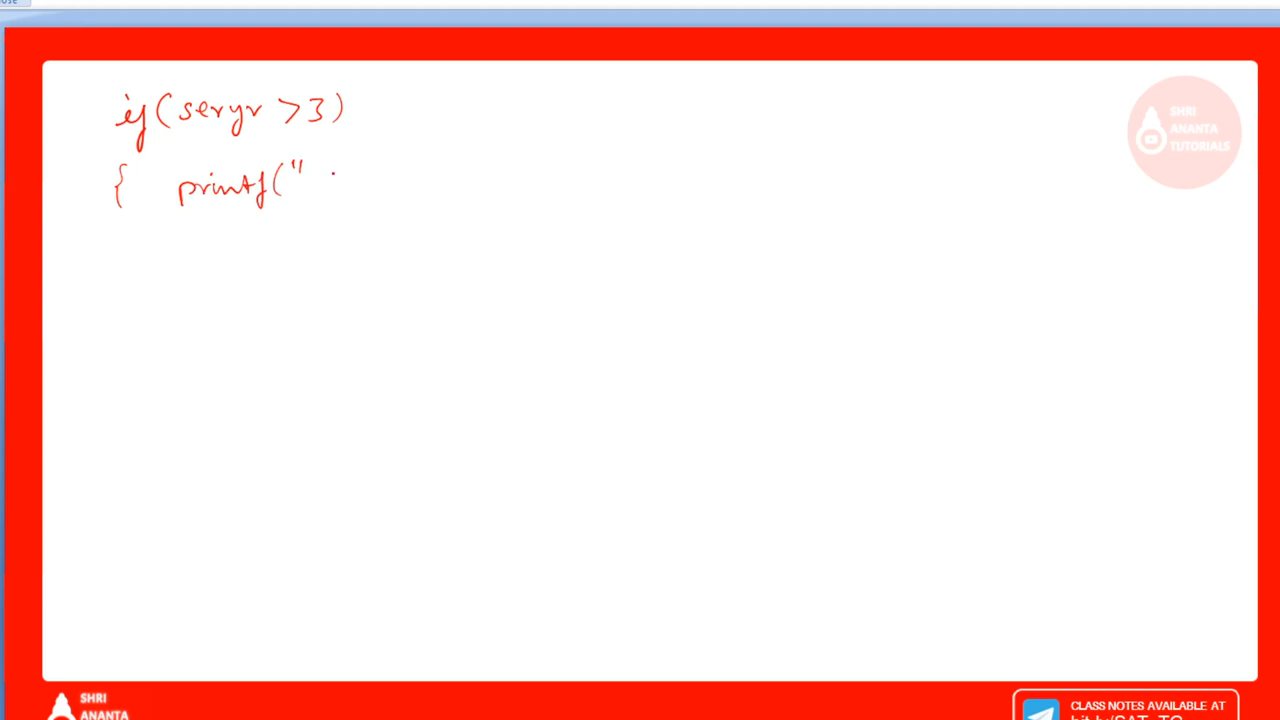 if(seryr >3)
{ printf("
SHRI
ANANTA
TUTORIALS
SHRI
ANANTA
CLASS NOTES AVAILABLE AT